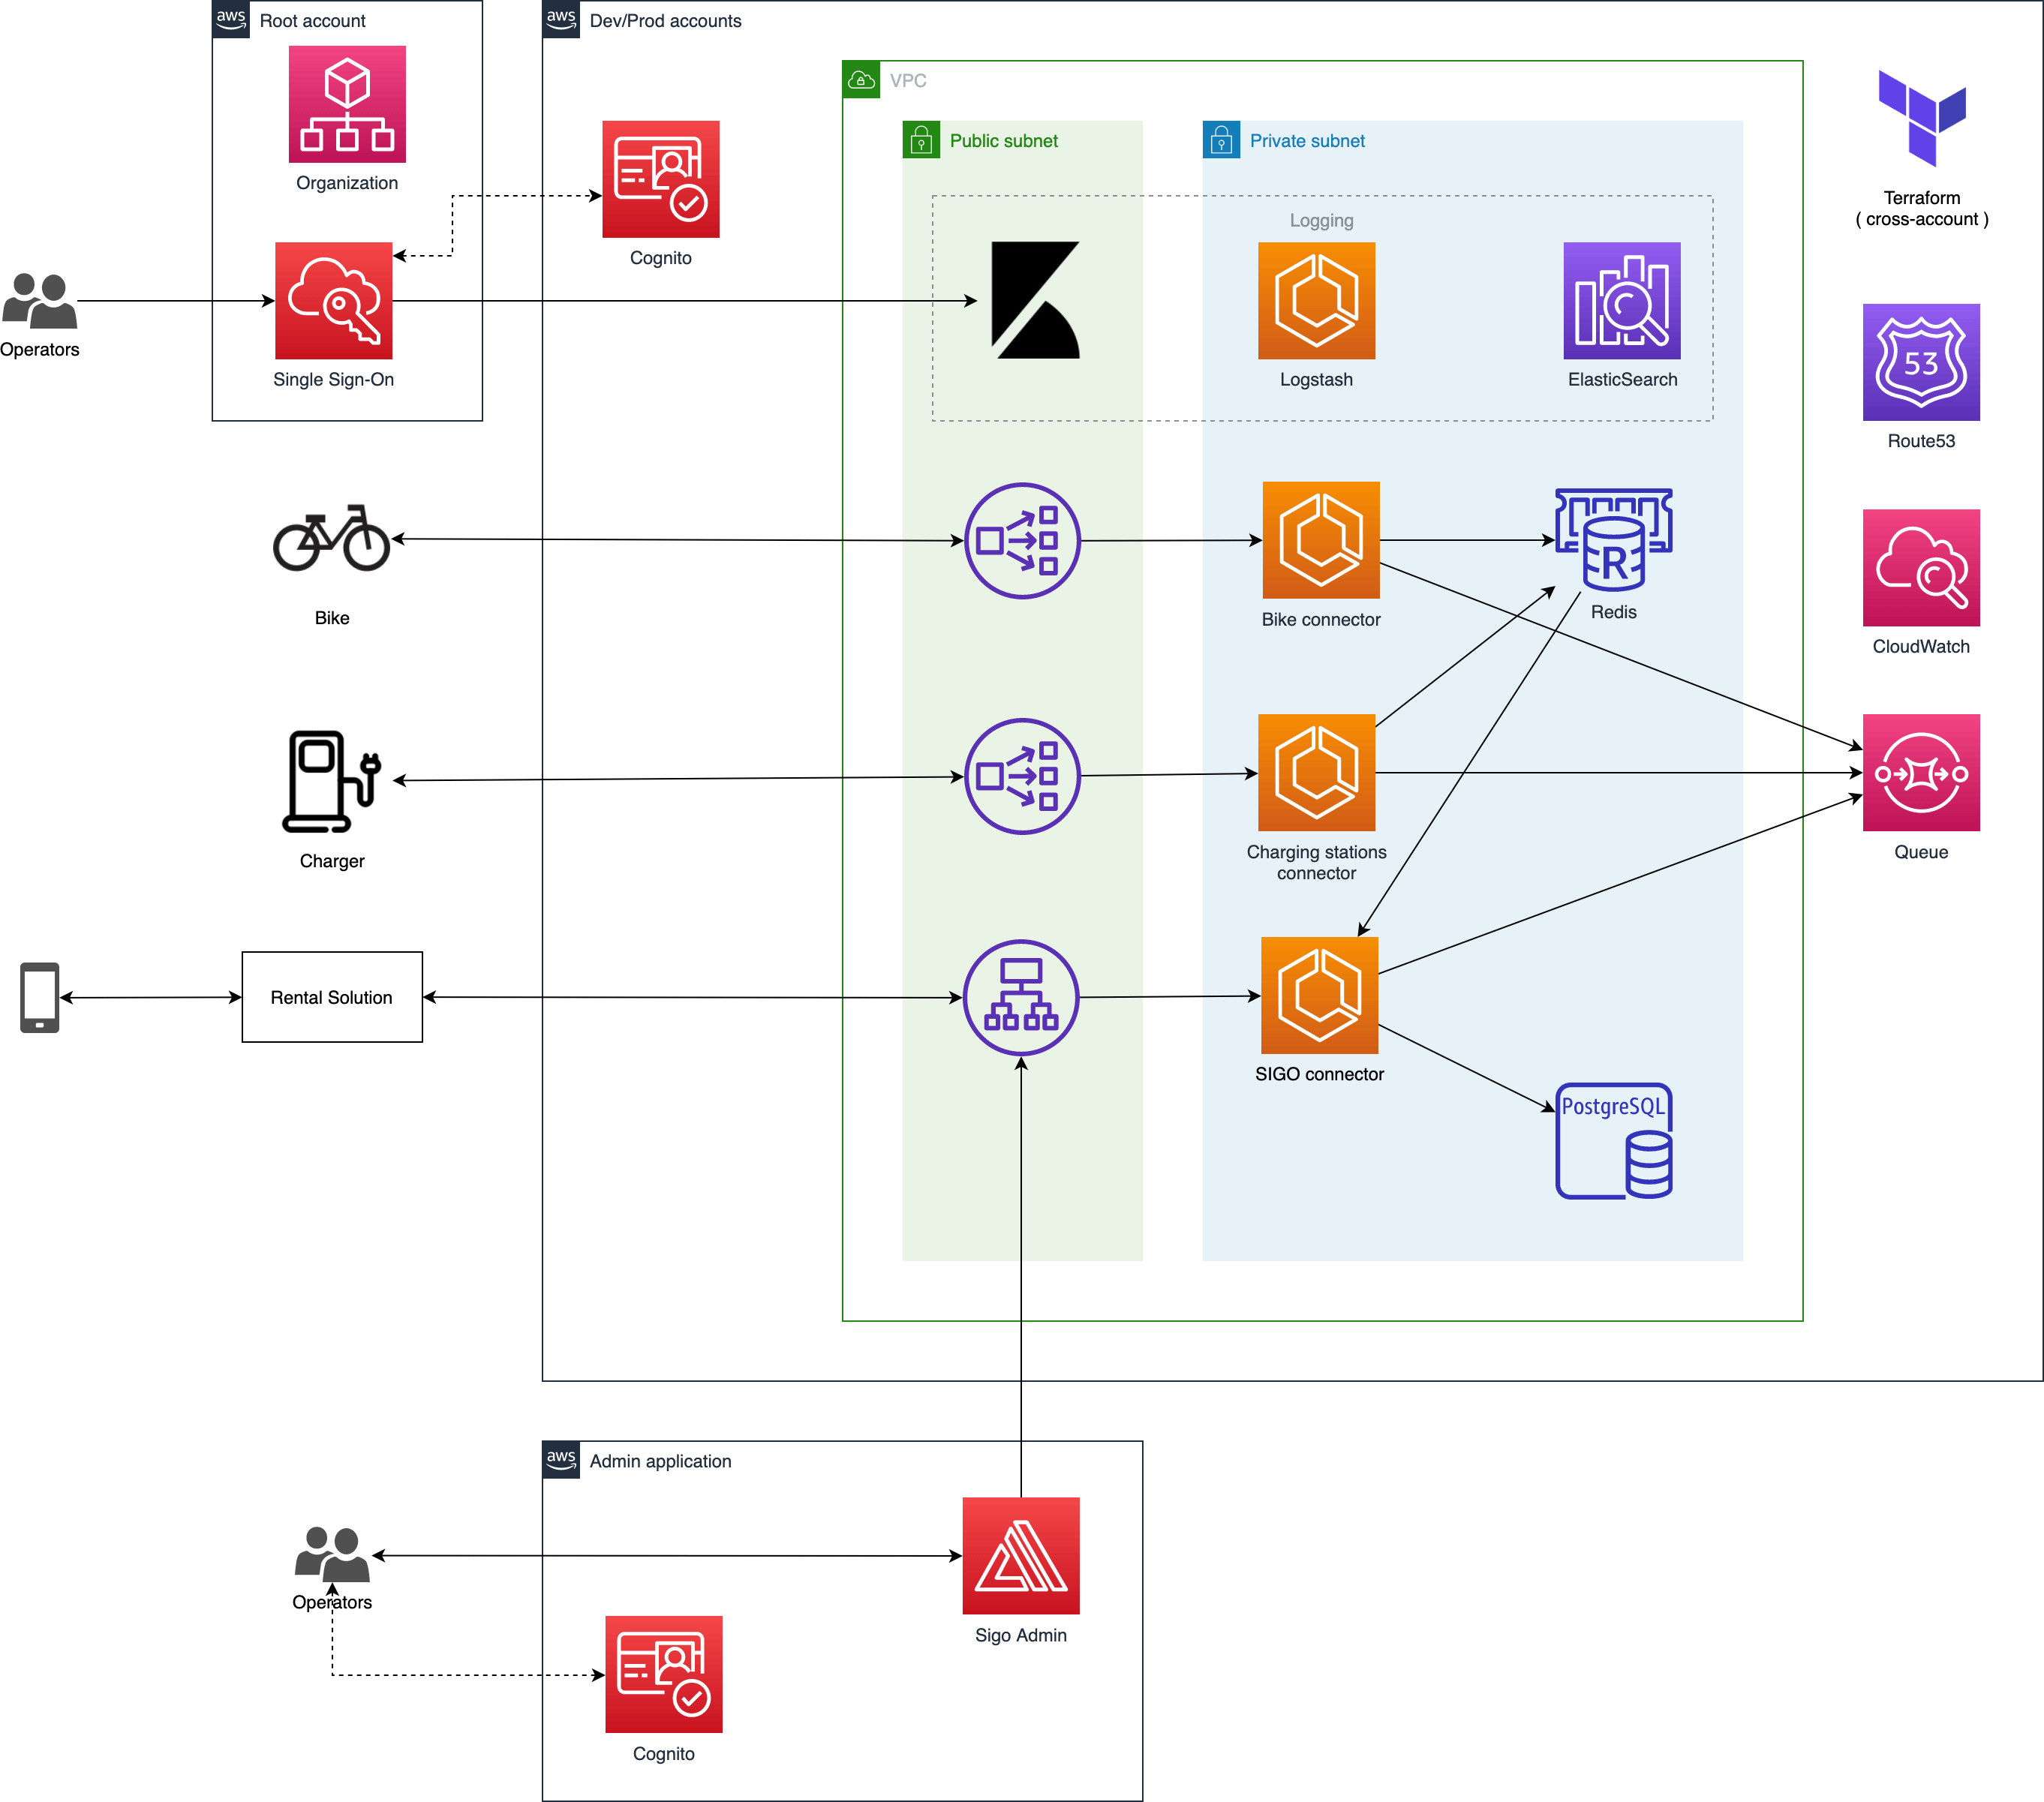 aws
Root account
Organization
Single Sign-On
Operators
aws
Dev/Prod accounts
Cognito
VPC
Public subnet
Private subnet
Logging
Logstash
ElasticSearch
Terraform
( cross-account )
53
Route53
CloudWatch
Queue
Bike
Bike connector
R
Redis
Charger
Charging stations
connector
Rental Solution
SIGO connector
PostgreSQL
aws
Admin application
Operators
Sigo Admin
Cognito